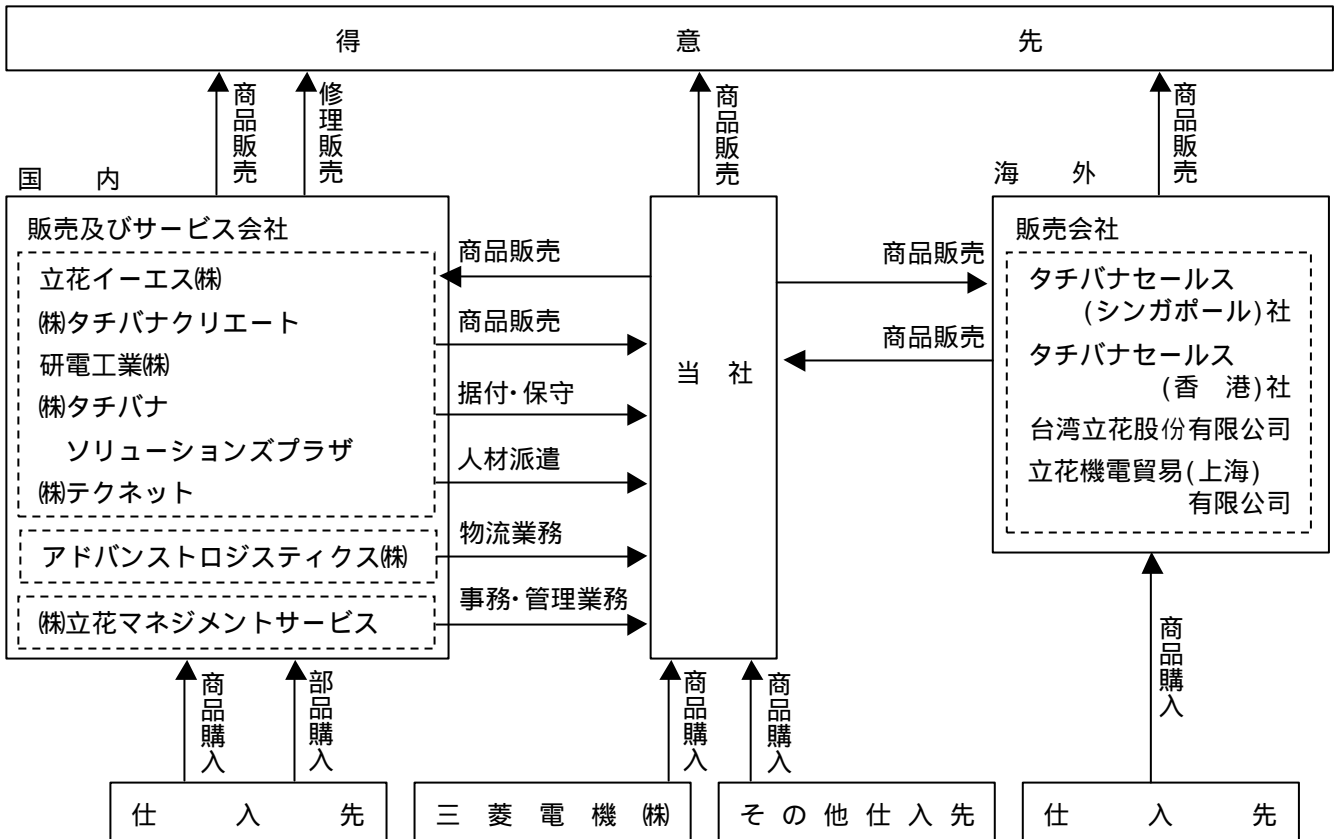 得意先
商品販売
修理販売
商品販売
商品販売
国内
海外
販売及びサービス会社
立花イーエス㈱
㈱タチバナクリエート
研電工業㈱
㈱タチバナ
ソリューションズプラザ
㈱テクネット
アドバンストロジスティクス㈱
㈱立花マネジメントサービス
商品販売
商品販売
据付・保守
人材派遣
物流業務
事務・管理業務
当社
商品販売
商品販売
販売会社
タチバナセールス
(シンガポール)社
タチバナセールス
(香 港)社
台湾立花股份有限公司
立花機電貿易(上海)
有限公司
商品購入
部品購入
商品購入
商品購入
商品購入
仕入先
三菱電機㈱
その他仕入先
仕入先